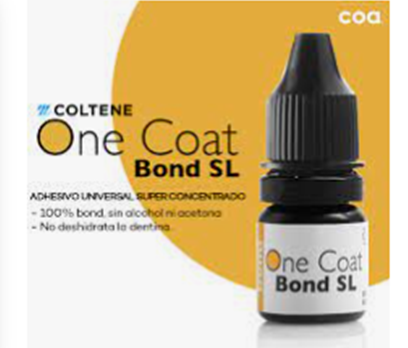 coa
COLTENE
One Coat
Bond SL
ADHESIVO UNIVERSAL SUPER CONCENTRADO
- 100% bond, sin alcohol ni acetona
- No deshidrata la dentina.
One Coat
Bond SL